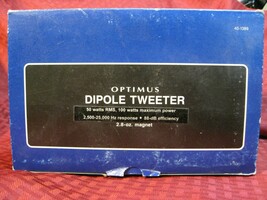 OPTIMUS
DIPOLE TWEETER
50 watts RMS, 100 watts maximum power
2,500-25,000 Hz response • 98-dB efficiency
2.8-oz. magnet